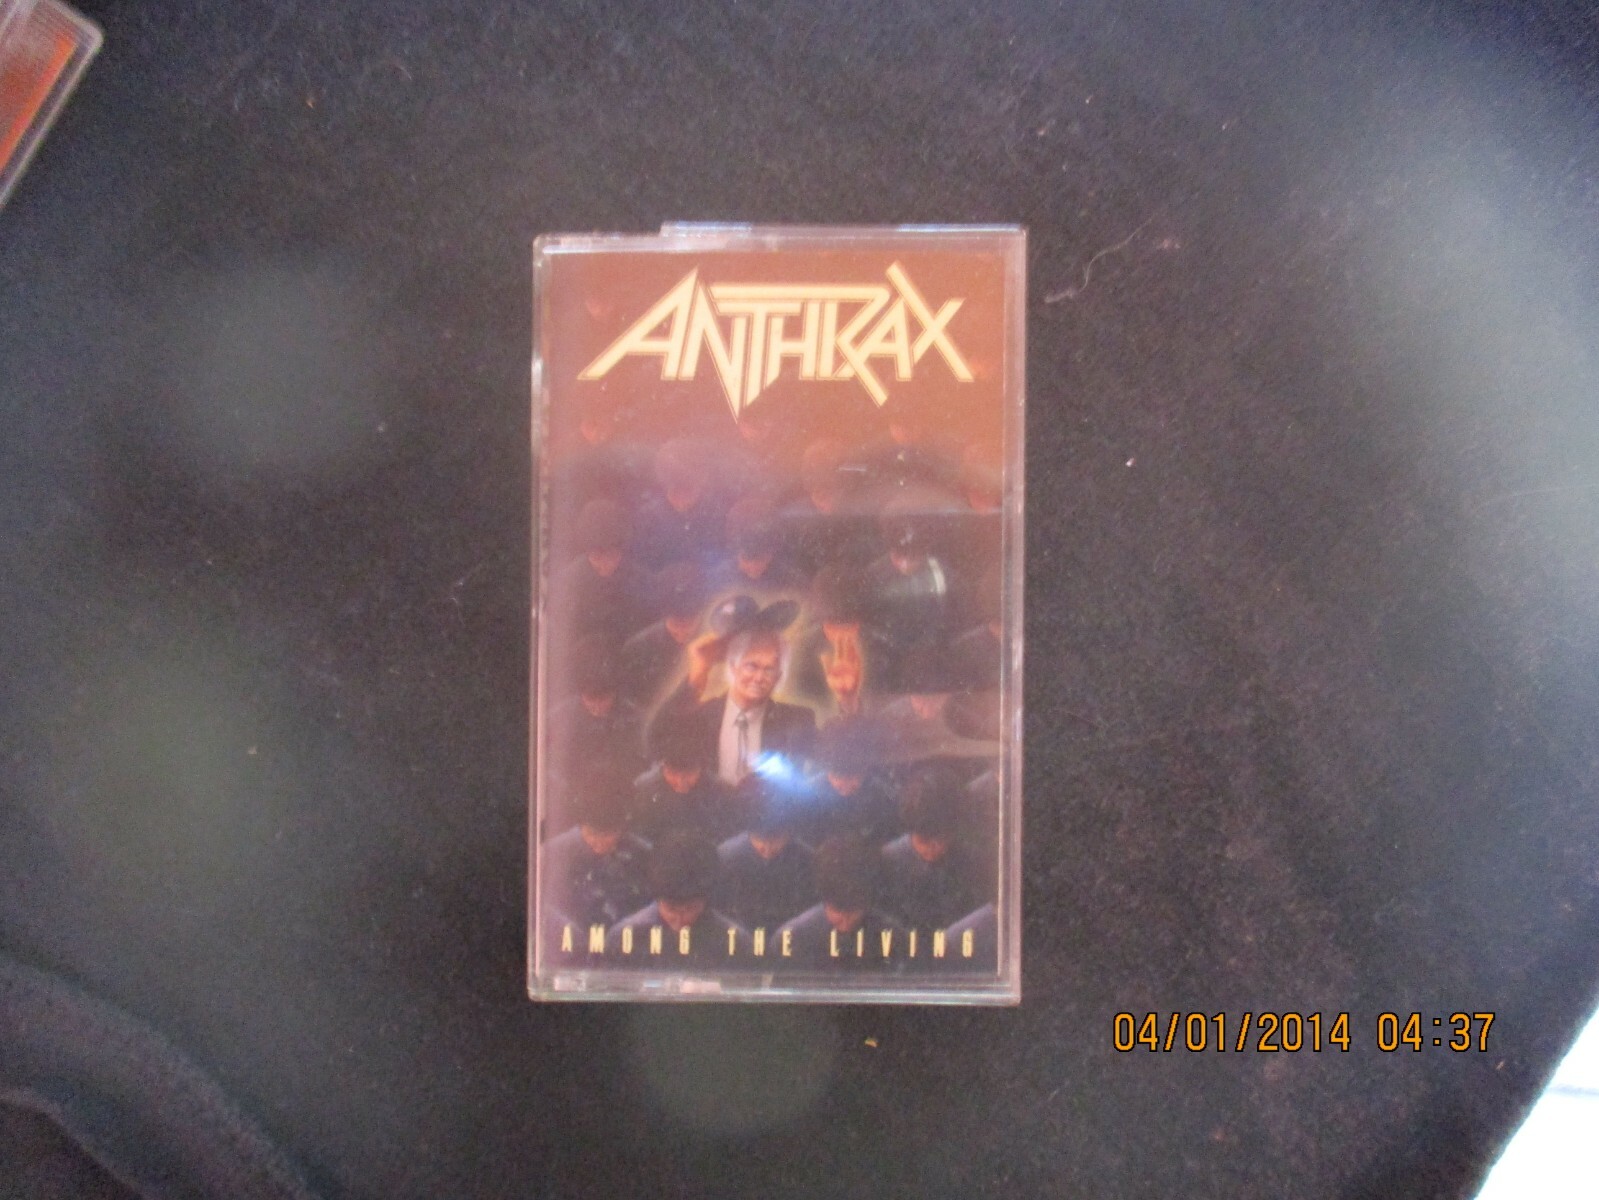 ANTHRAX
AMONG THE LIVING
04/01/2014 04:37